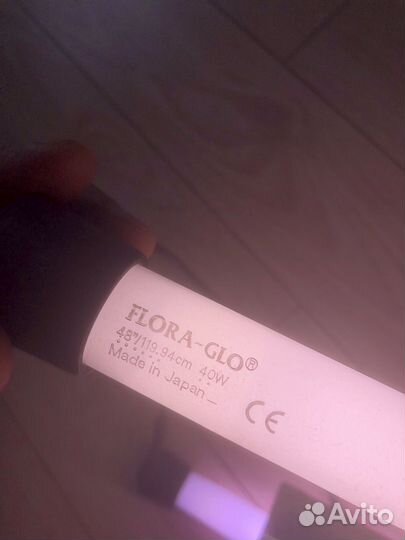 FLORA-GLO®
48"/119.94cm 40W
Made in Japan
CE
Avito